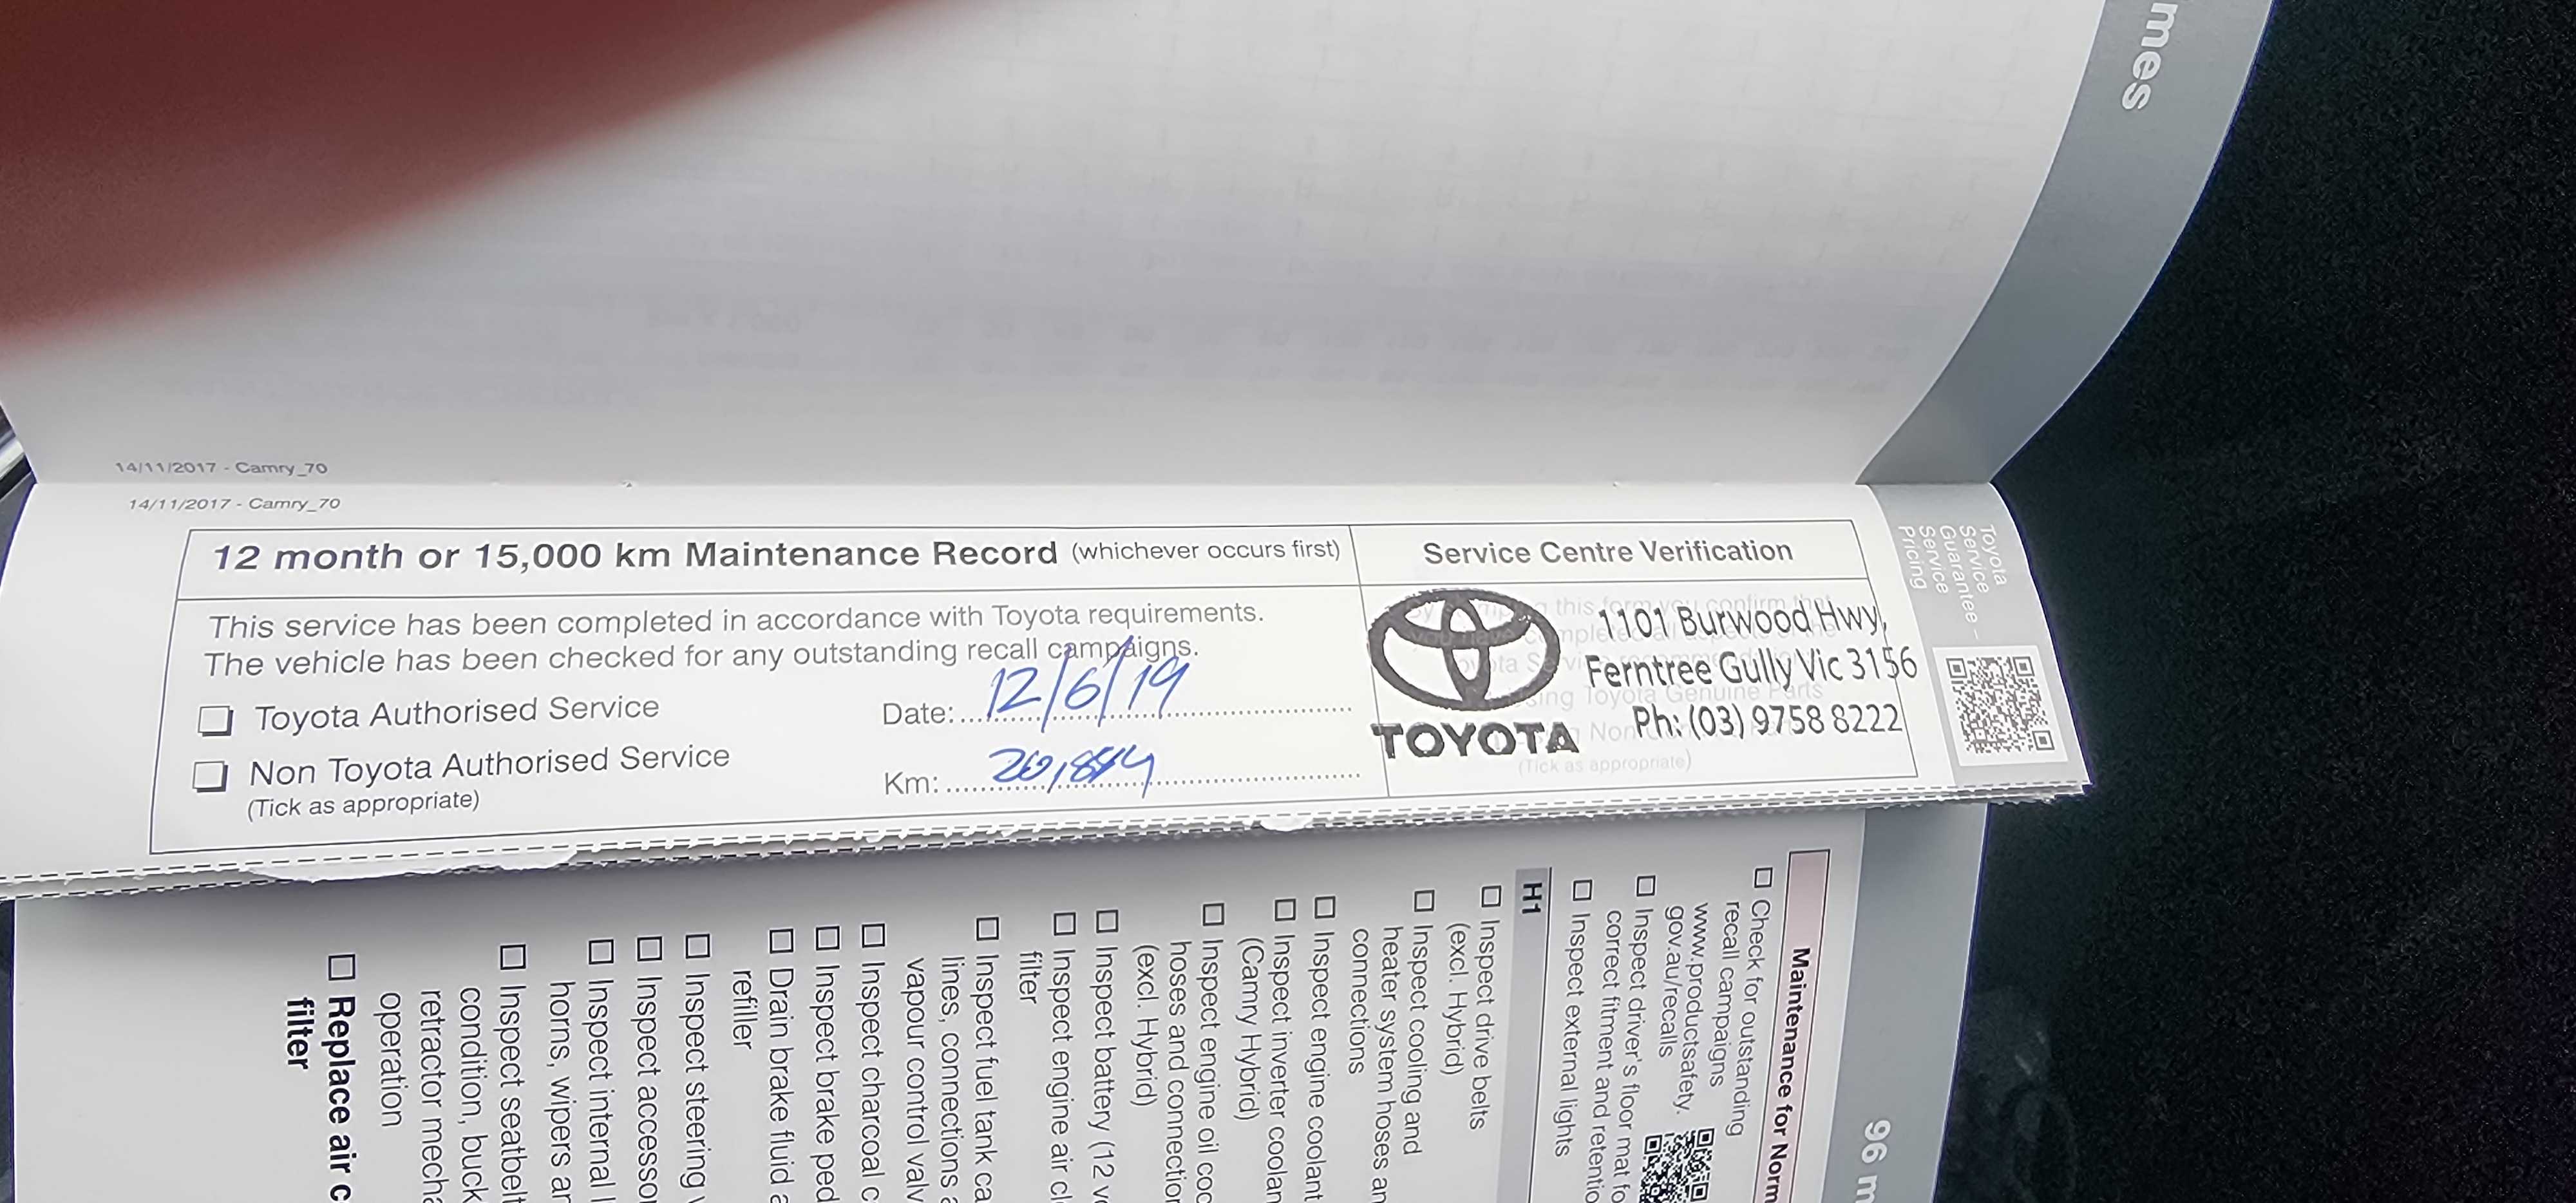 mes
14/11/2017 - Camry_70
14/11/2017 - Camry_70
12 month or 15,000 km Maintenance Record (whichever occurs first)
Service Centre Verification
This service has been completed in accordance with Toyota requirements.
The vehicle has been checked for any outstanding recall campaigns.
Toyota Authorised Service
Date: 12/6/19
Non Toyota Authorised Service
(Tick as appropriate)
Km:
1101 Burwood Hwy,
Ferntree Gully Vic 3156
Ph: (03) 9758 8222
TOYOTA
(Tick as appropriate)
Toyota
Service
Guarantee –
Service
Pricing
96 m
Maintenance for Norm
Check for outstanding
recall campaigns
www.productsafety.
gov.au/recalls
Inspect driver's floor mat fo
correct fitment and retentio
Inspect external lights
H1
Inspect drive belts
(excl. Hybrid)
Inspect cooling and
heater system hoses an
connections
Inspect engine coolant
Inspect inverter coolan
(Camry Hybrid)
Inspect engine oil coo
hoses and connection
(excl. Hybrid)
Inspect battery (12 v
Inspect engine air cl
filter
Inspect fuel tank ca
lines, connections a
vapour control valv
Inspect charcoal c
Inspect brake ped
Drain brake fluid a
refiller
Inspect steering
Inspect accessor
Inspect internal l
horns, wipers an
Inspect seatbelt
condition, buck
retractor mecha
operation
Replace air c
filter